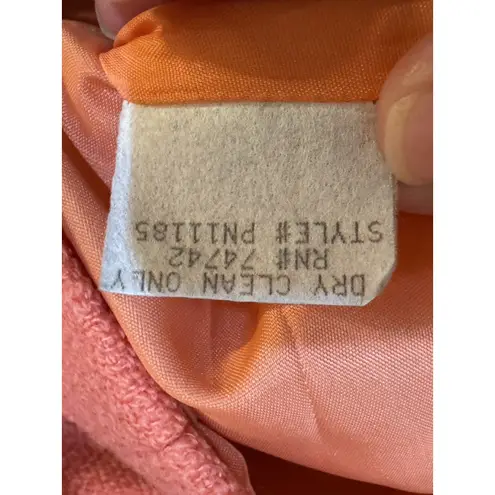 DRY CLEAN ONLY
RN# 74742
STYLE# PN11185